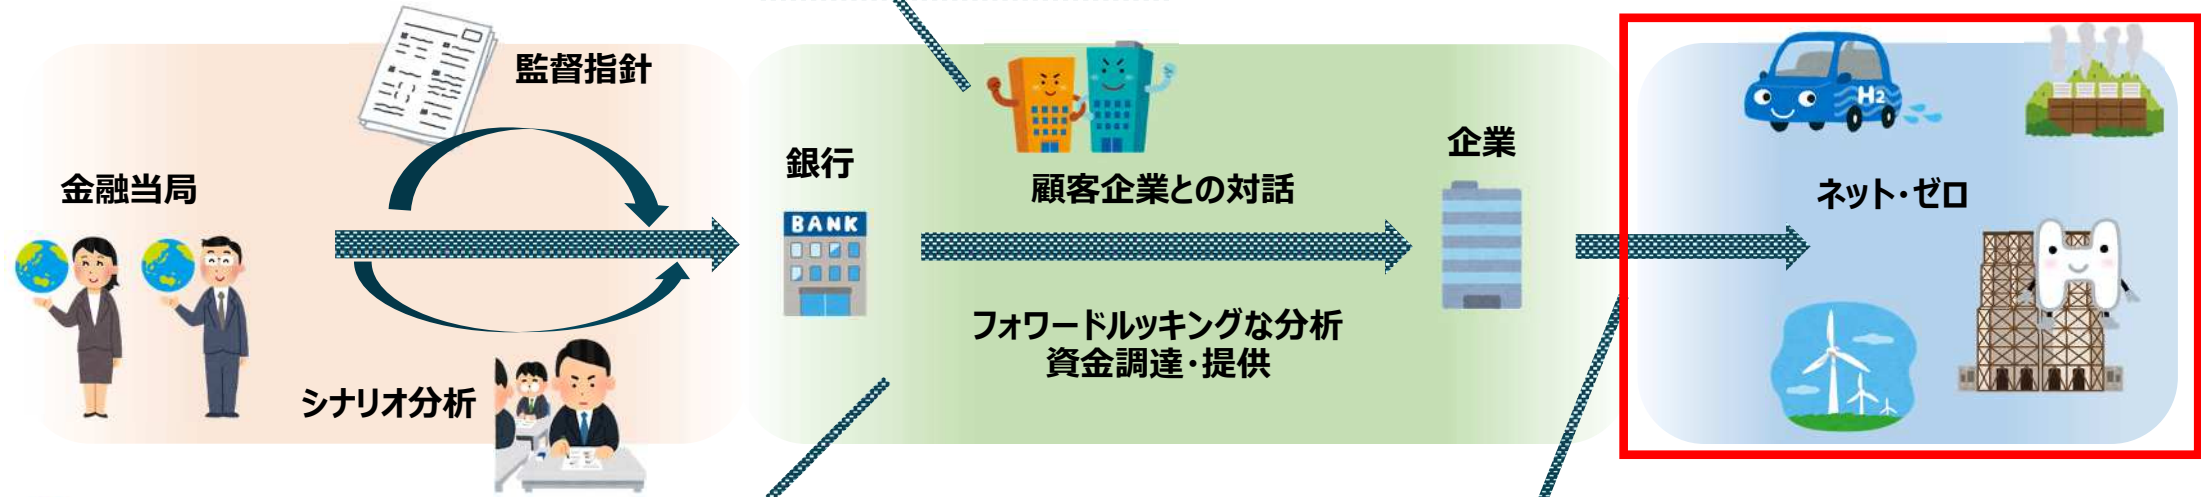 監督指針
金融当局
シナリオ分析
銀行
BANK
顧客企業との対話
フォワードルッキングな分析
資金調達・提供
企業
H2
ネット・ゼロ
H